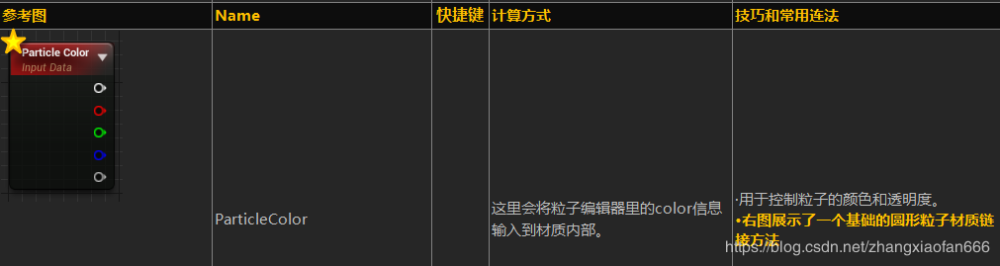 参考图 Name 快捷键 计算方式 技巧和常用连法
Particle Color
Input Data
ParticleColor
这里会将粒子编辑器里的color信息
输入到材质内部。
·用于控制粒子的颜色和透明度。
•右图展示了一个基础的圆形粒子材质链
接方法
https://blog.csdn.net/zhangxiaofan666